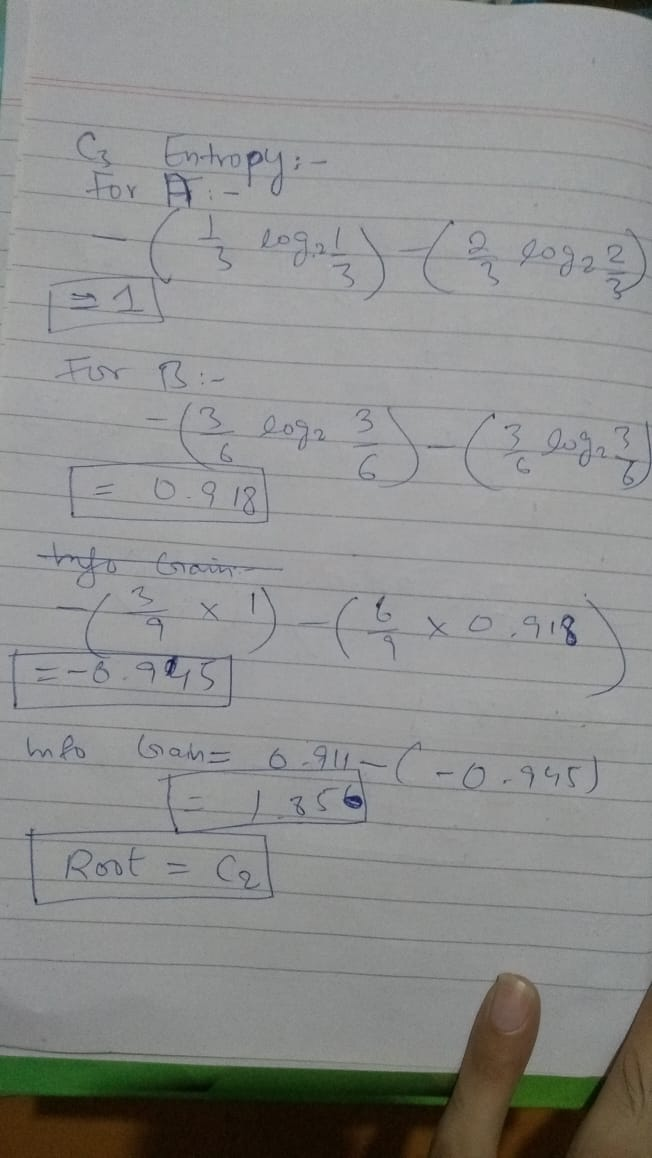 C₃ Entropy:-
For A:-
-(1/3 log₂ 1/3) - (2/3 log₂ 2/3)
= 1
For B:-
-(3/6 log₂ 3/6) - (3/6 log₂ 3/6)
= 0.918
Info Gain
-(3/9 × 1) - (6/9 × 0.918)
= -0.945
Info Gain = 0.911 - (-0.945)
= 1.856
Root = C₂